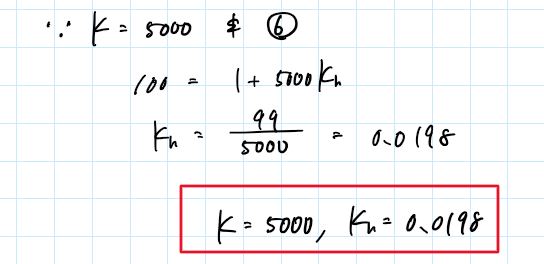 ∵ K = 5000 & ⑥
100 = 1 + 5000 Kh
Kh = 99/5000 = 0.0198
K = 5000, Kh = 0.0198